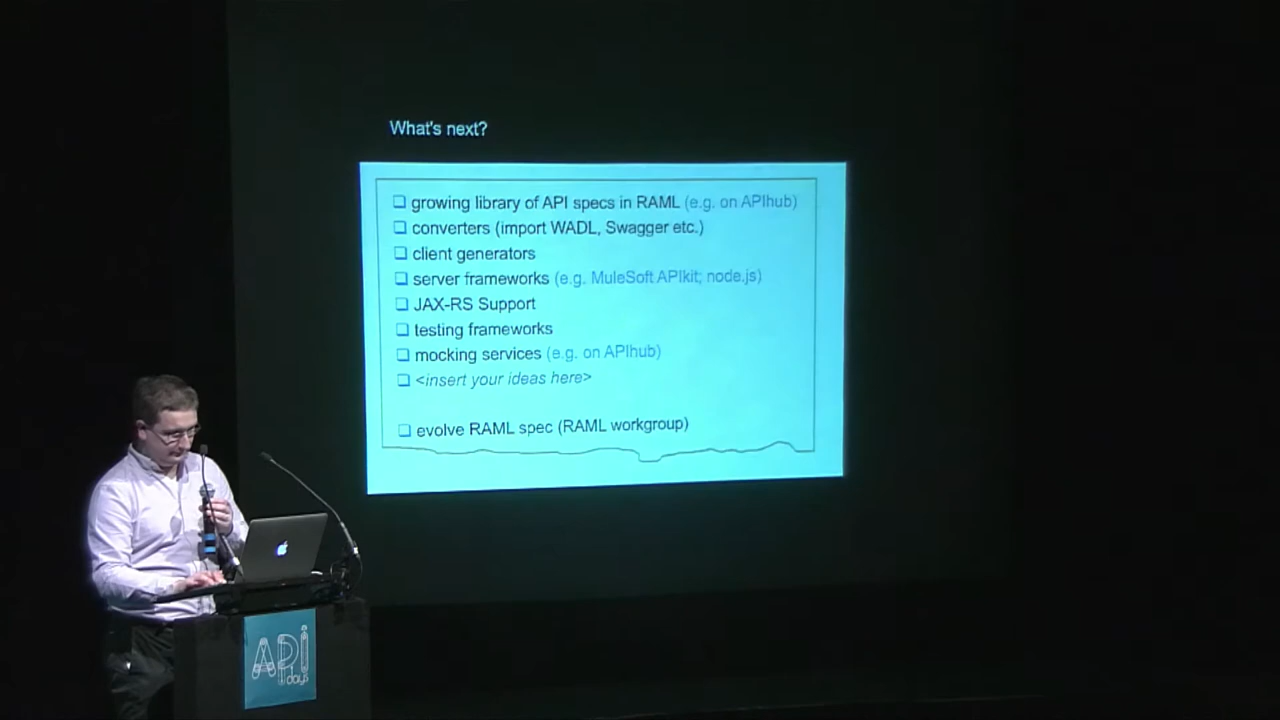 What's next?
❑ growing library of API specs in RAML (e.g. on APIhub)
❑ converters (import WADL, Swagger etc.)
❑ client generators
❑ server frameworks (e.g. MuleSoft APIkit; node.js)
❑ JAX-RS Support
❑ testing frameworks
❑ mocking services (e.g. on APIhub)
❑ <insert your ideas here>
❑ evolve RAML spec (RAML workgroup)
API
days